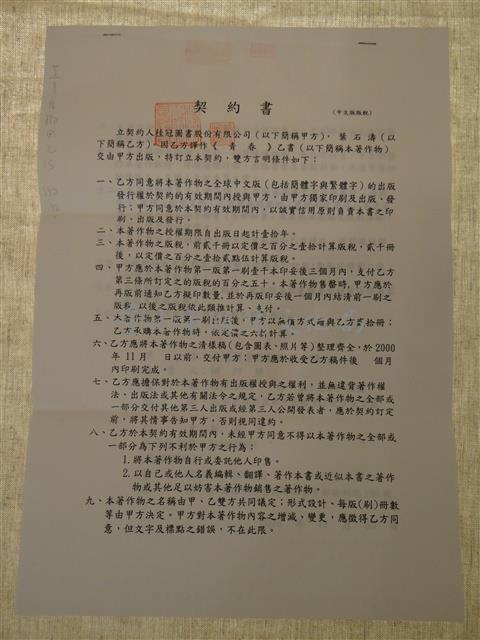 契約書
(中文版版稅)
立契約人桂冠圖書股份有限公司(以下簡稱甲方),葉石濤(以
下簡稱乙方),因乙方譯作《青春》乙書(以下簡稱本著作物)
交由甲方出版,特訂立本契約,雙方言明條件如下:
一、乙方同意將本著作物之全球中文版(包括簡體字與繁體字)的出版
發行權於契約的有效期間內授與甲方,由甲方獨家印刷及出版、發
行;甲方同意於本契約有效期間內,以誠實信用原則負責本書之印
刷、出版及發行。
二、本著作物之授權期限自出版日起計壹拾年。
三、本著作物之版稅,前貳千冊以定價之百分之壹拾計算版稅,貳千冊
後,以定價之百分之壹拾貳點伍計算版稅。
四、甲方應於本著作物第一版第一刷壹千本印妥後三個月內,支付乙方
第三條所訂定之的版稅的百分之五十。本著作物售罄時,甲方應於
再版前通知乙方擬印數量,並於再版印妥後一個月內結清前一刷之
版稅,以後之版稅依此類推計算、支付。
五、本著作物第一版第一刷出版後,甲方以無償方式贈與乙方貳拾冊;
乙方承購本著作物時,依定價之六折計算。
六、乙方應將本著作物之清樣稿(包含圖表、照片等)整理齊全,於2000
年11月 日以前,交付甲方;甲方應於收受乙方稿件後 個月
內印刷完成。
七、乙方應擔保對於本著作物有出版權授與之權利,並無違背著作權
法、出版法或其他有關法令之規定,乙方若曾將本著作物之全部或
一部分交付其他第三人出版或經第三人公開發表者,應於契約訂定
前,將其情事告知甲方,否則視同違約。
八、乙方於本契約有效期間內,未經甲方同意不得以本著作物之全部或
一部分為下列不利於甲方之行為:
1.將本著作物自行或委託他人印售。
2.以自己或他人名義編輯、翻譯、著作本書或近似本書之著作
物或其他足以妨害本著作物銷售之著作物。
九、本著作物之名稱由甲、乙雙方共同議定;形式設計、每版(刷)冊數
等由甲方決定。甲方對本著作物內容之增減、變更,應徵得乙方同
意,但文字及標點之錯誤,不在此限。